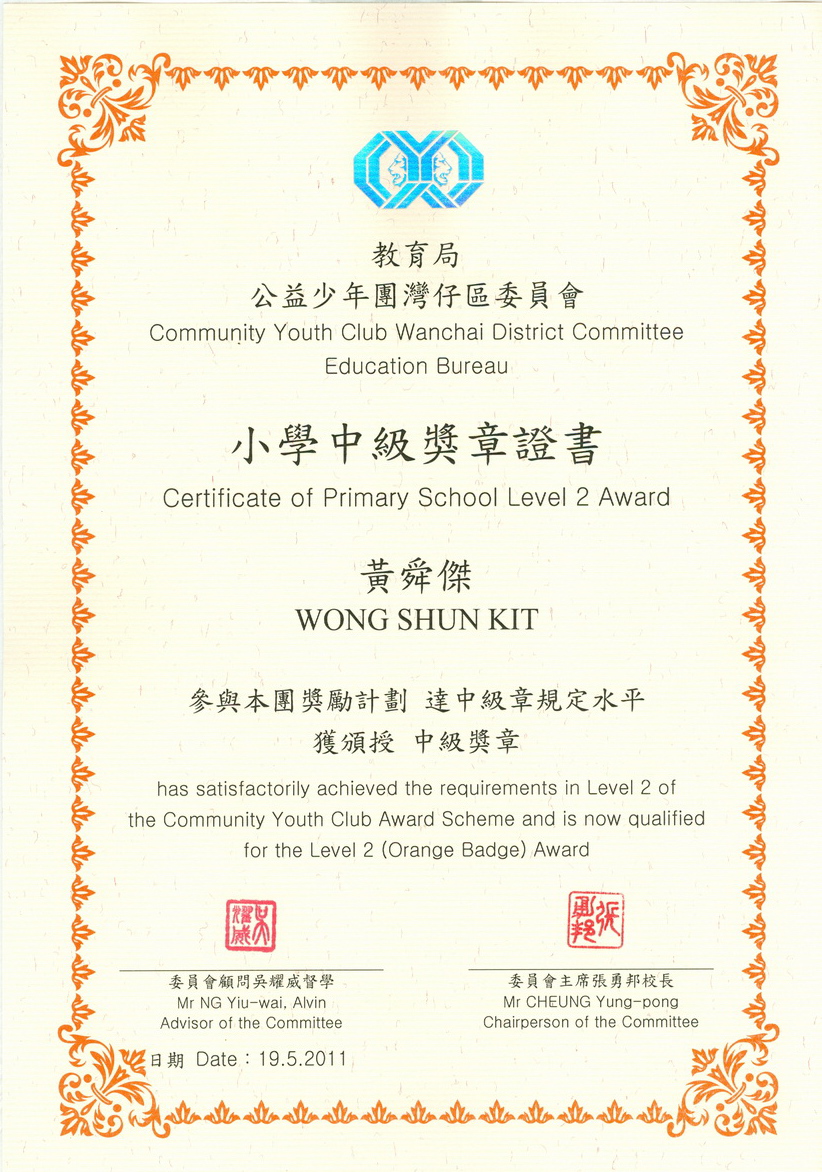 教育局
公益少年團灣仔區委員會
Community Youth Club Wanchai District Committee
Education Bureau
小學中級獎章證書
Certificate of Primary School Level 2 Award
黃舜傑
WONG SHUN KIT
參與本團獎勵計劃 達中級章規定水平
獲頒授 中級獎章
has satisfactorily achieved the requirements in Level 2 of
the Community Youth Club Award Scheme and is now qualified
for the Level 2 (Orange Badge) Award
吳耀威
張勇邦
委員會顧問吳耀威督學
Mr NG Yiu-wai, Alvin
Advisor of the Committee
委員會主席張勇邦校長
Mr CHEUNG Yung-pong
Chairperson of the Committee
日期 Date : 19.5.2011